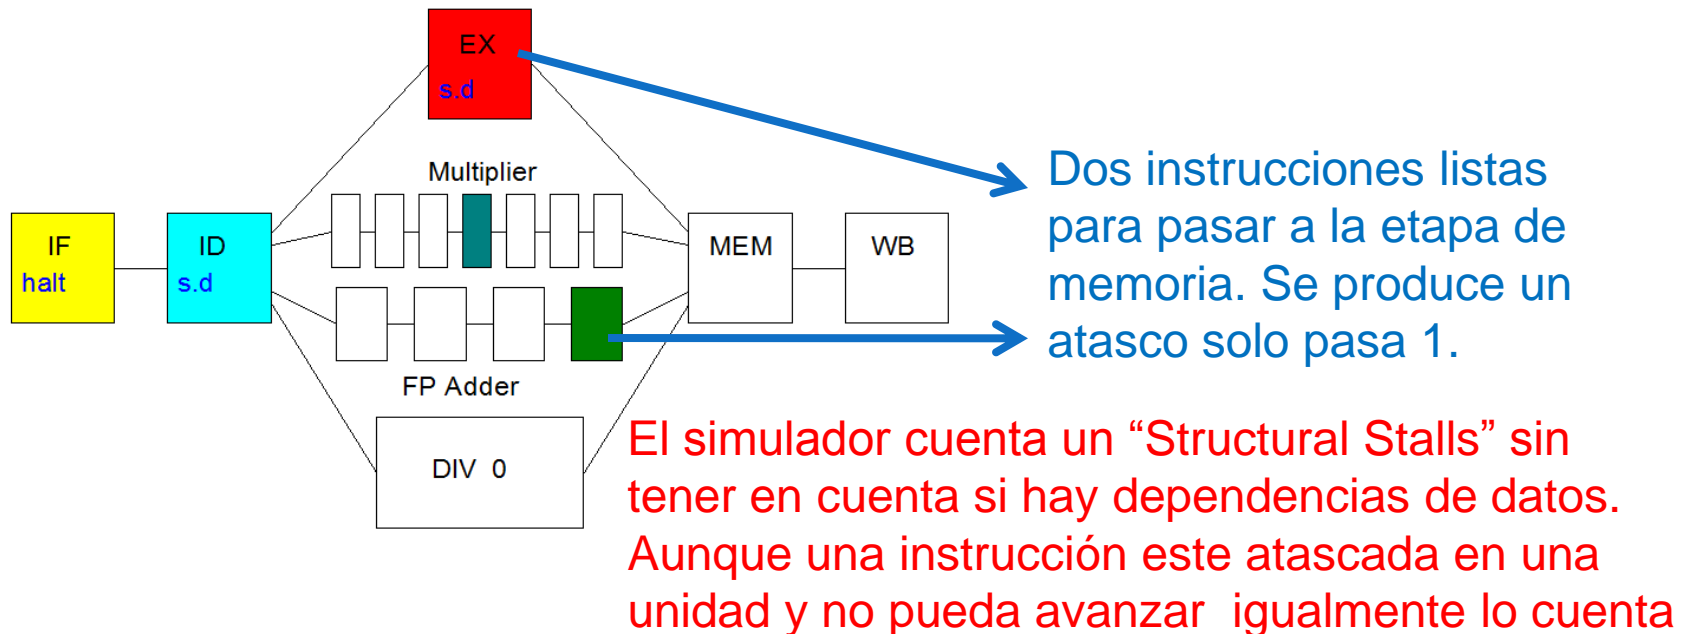 EX
s.d
Multiplier
IF
halt
ID
s.d
MEM
WB
FP Adder
DIV 0
Dos instrucciones listas
para pasar a la etapa de
memoria. Se produce un
atasco solo pasa 1.
El simulador cuenta un “Structural Stalls” sin
tener en cuenta si hay dependencias de datos.
Aunque una instrucción este atascada en una
unidad y no pueda avanzar igualmente lo cuenta